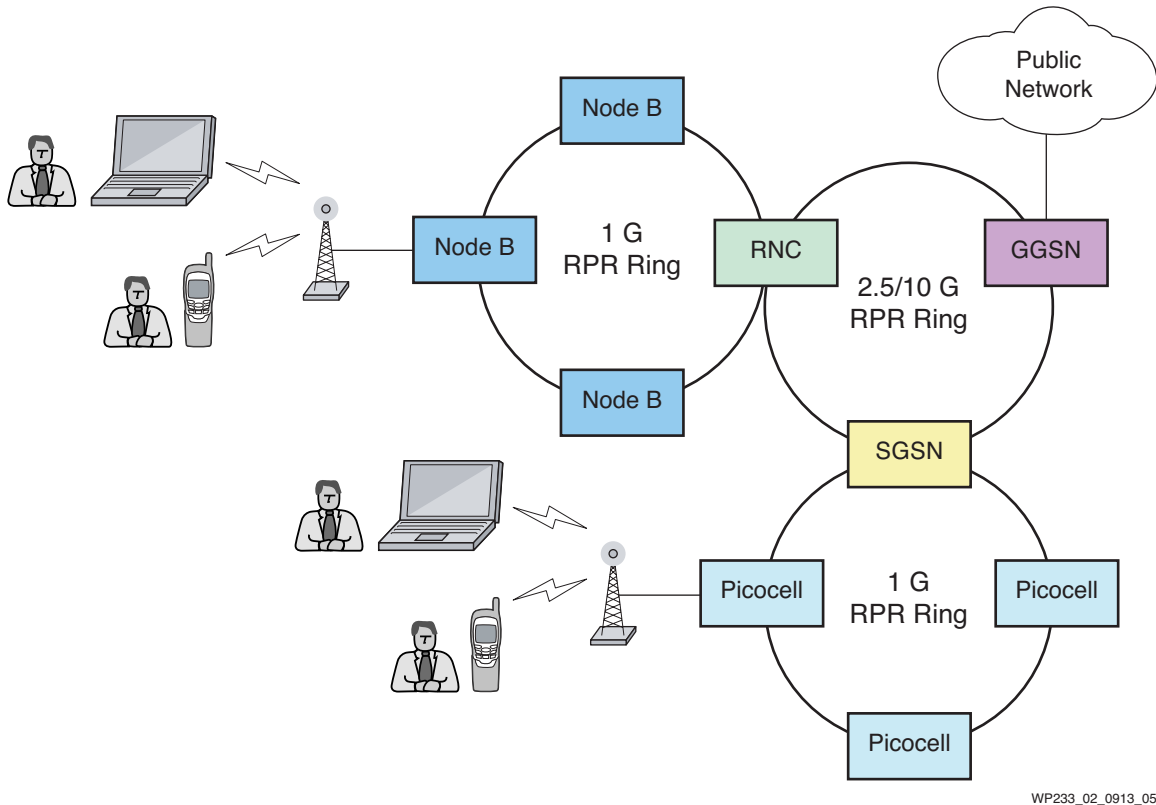 Public
Network
Node B
Node B
1 G
RPR Ring
RNC
GGSN
2.5/10 G
RPR Ring
Node B
SGSN
Picocell
1 G
RPR Ring
Picocell
Picocell
WP233_02_0913_05